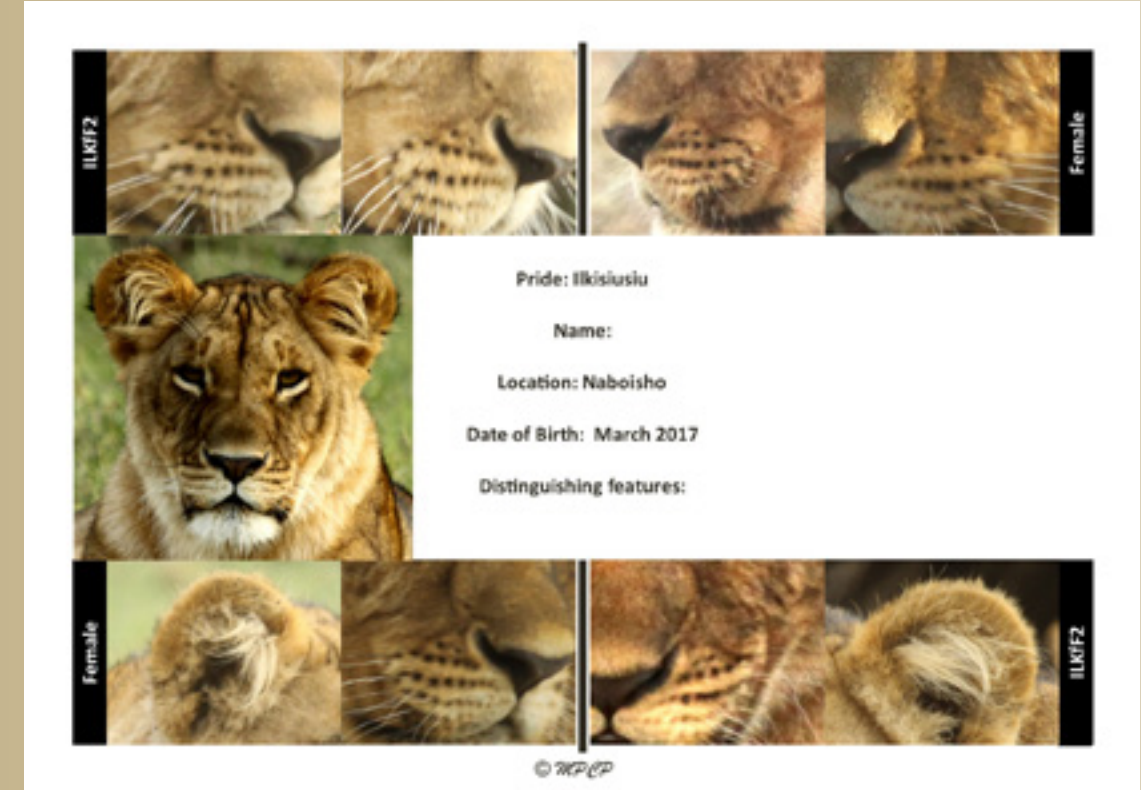 ILKfF2
Female
Pride: Ilkisiusiu
Name:
Location: Naboisho
Date of Birth: March 2017
Distinguishing features:
Female
ILKfF2
© MPCP